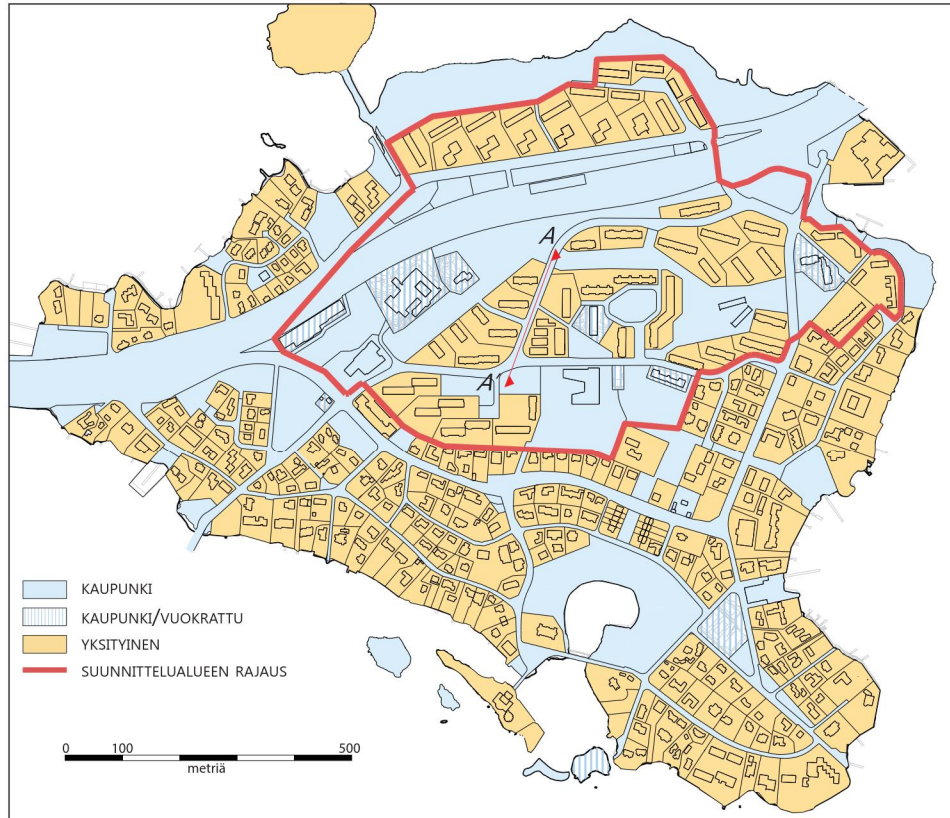 A
A'
KAUPUNKI
KAUPUNKI/VUOKRATTU
YKSITYINEN
SUUNNITTELUALUEEN RAJAUS
0 100 500
metriä